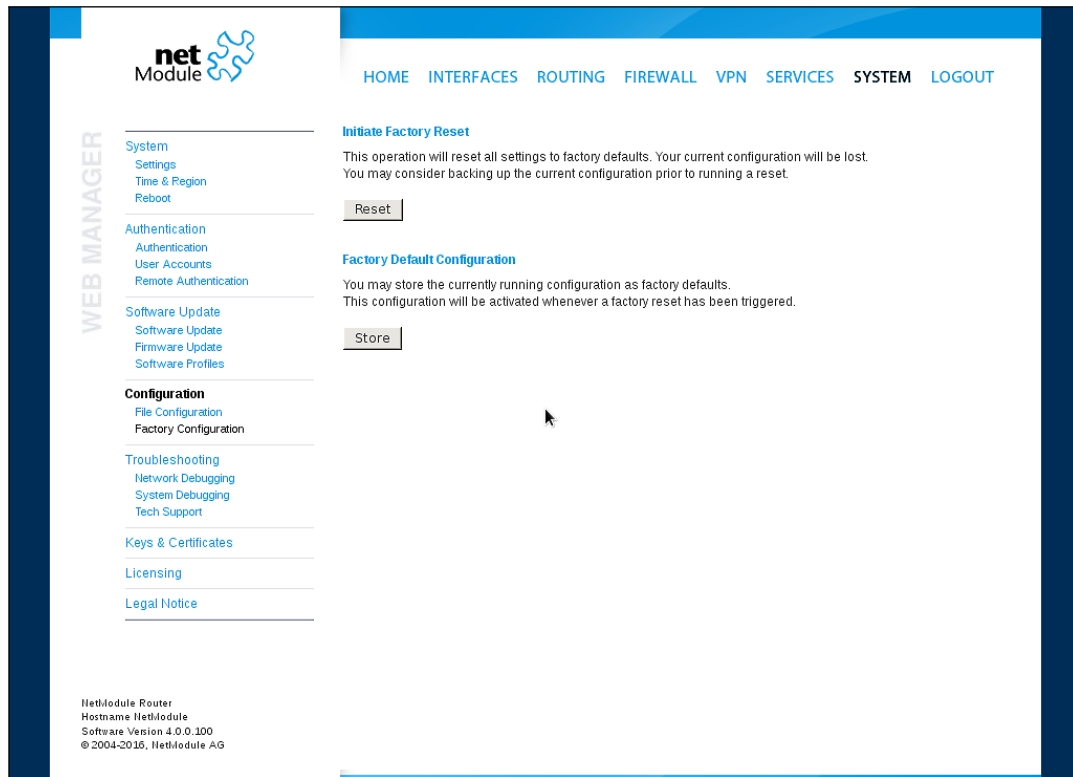 net
Module
HOME INTERFACES ROUTING FIREWALL VPN SERVICES SYSTEM LOGOUT
WEB MANAGER
System
Settings
Time & Region
Reboot
Authentication
Authentication
User Accounts
Remote Authentication
Software Update
Software Update
Firmware Update
Software Profiles
Configuration
File Configuration
Factory Configuration
Troubleshooting
Network Debugging
System Debugging
Tech Support
Keys & Certificates
Licensing
Legal Notice
Initiate Factory Reset
This operation will reset all settings to factory defaults. Your current configuration will be lost.
You may consider backing up the current configuration prior to running a reset.
Reset
Factory Default Configuration
You may store the currently running configuration as factory defaults.
This configuration will be activated whenever a factory reset has been triggered.
Store
NetModule Router
Hostname NetModule
Software Version 4.0.0.100
© 2004-2016, NetModule AG